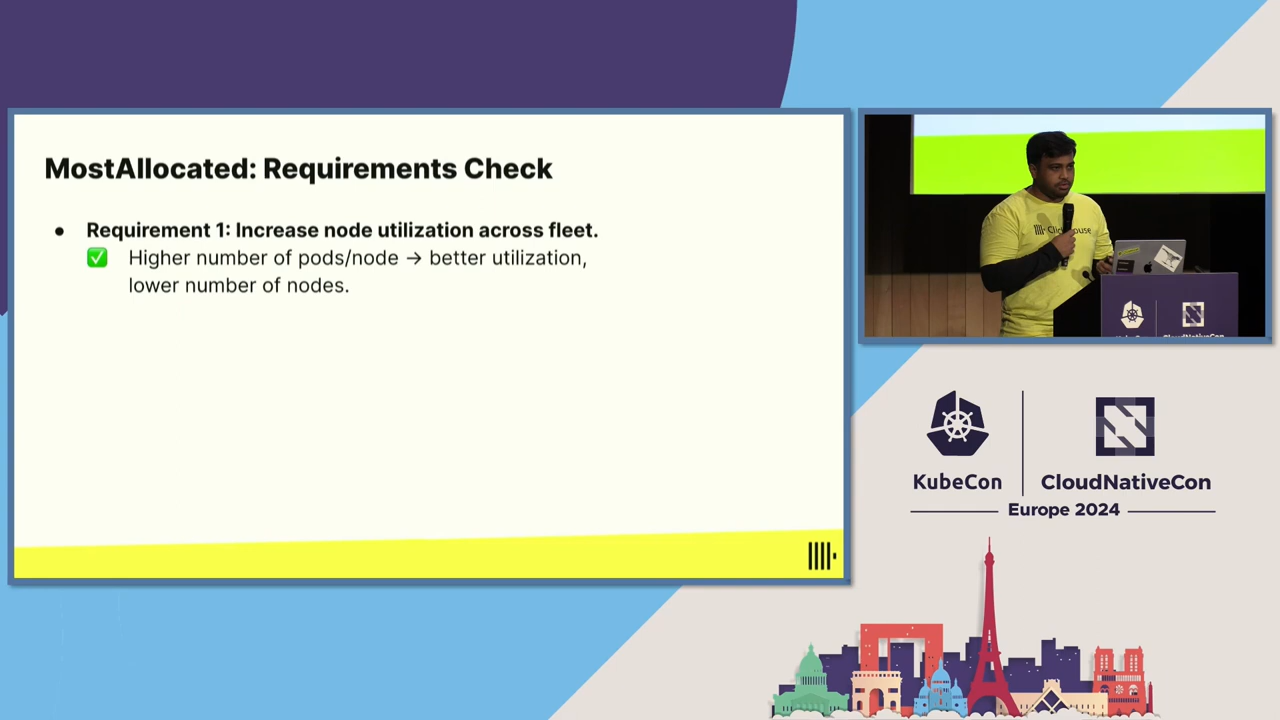 MostAllocated: Requirements Check
● Requirement 1: Increase node utilization across fleet.
✅ Higher number of pods/node → better utilization,
lower number of nodes.
KubeCon
CloudNativeCon
Europe 2024